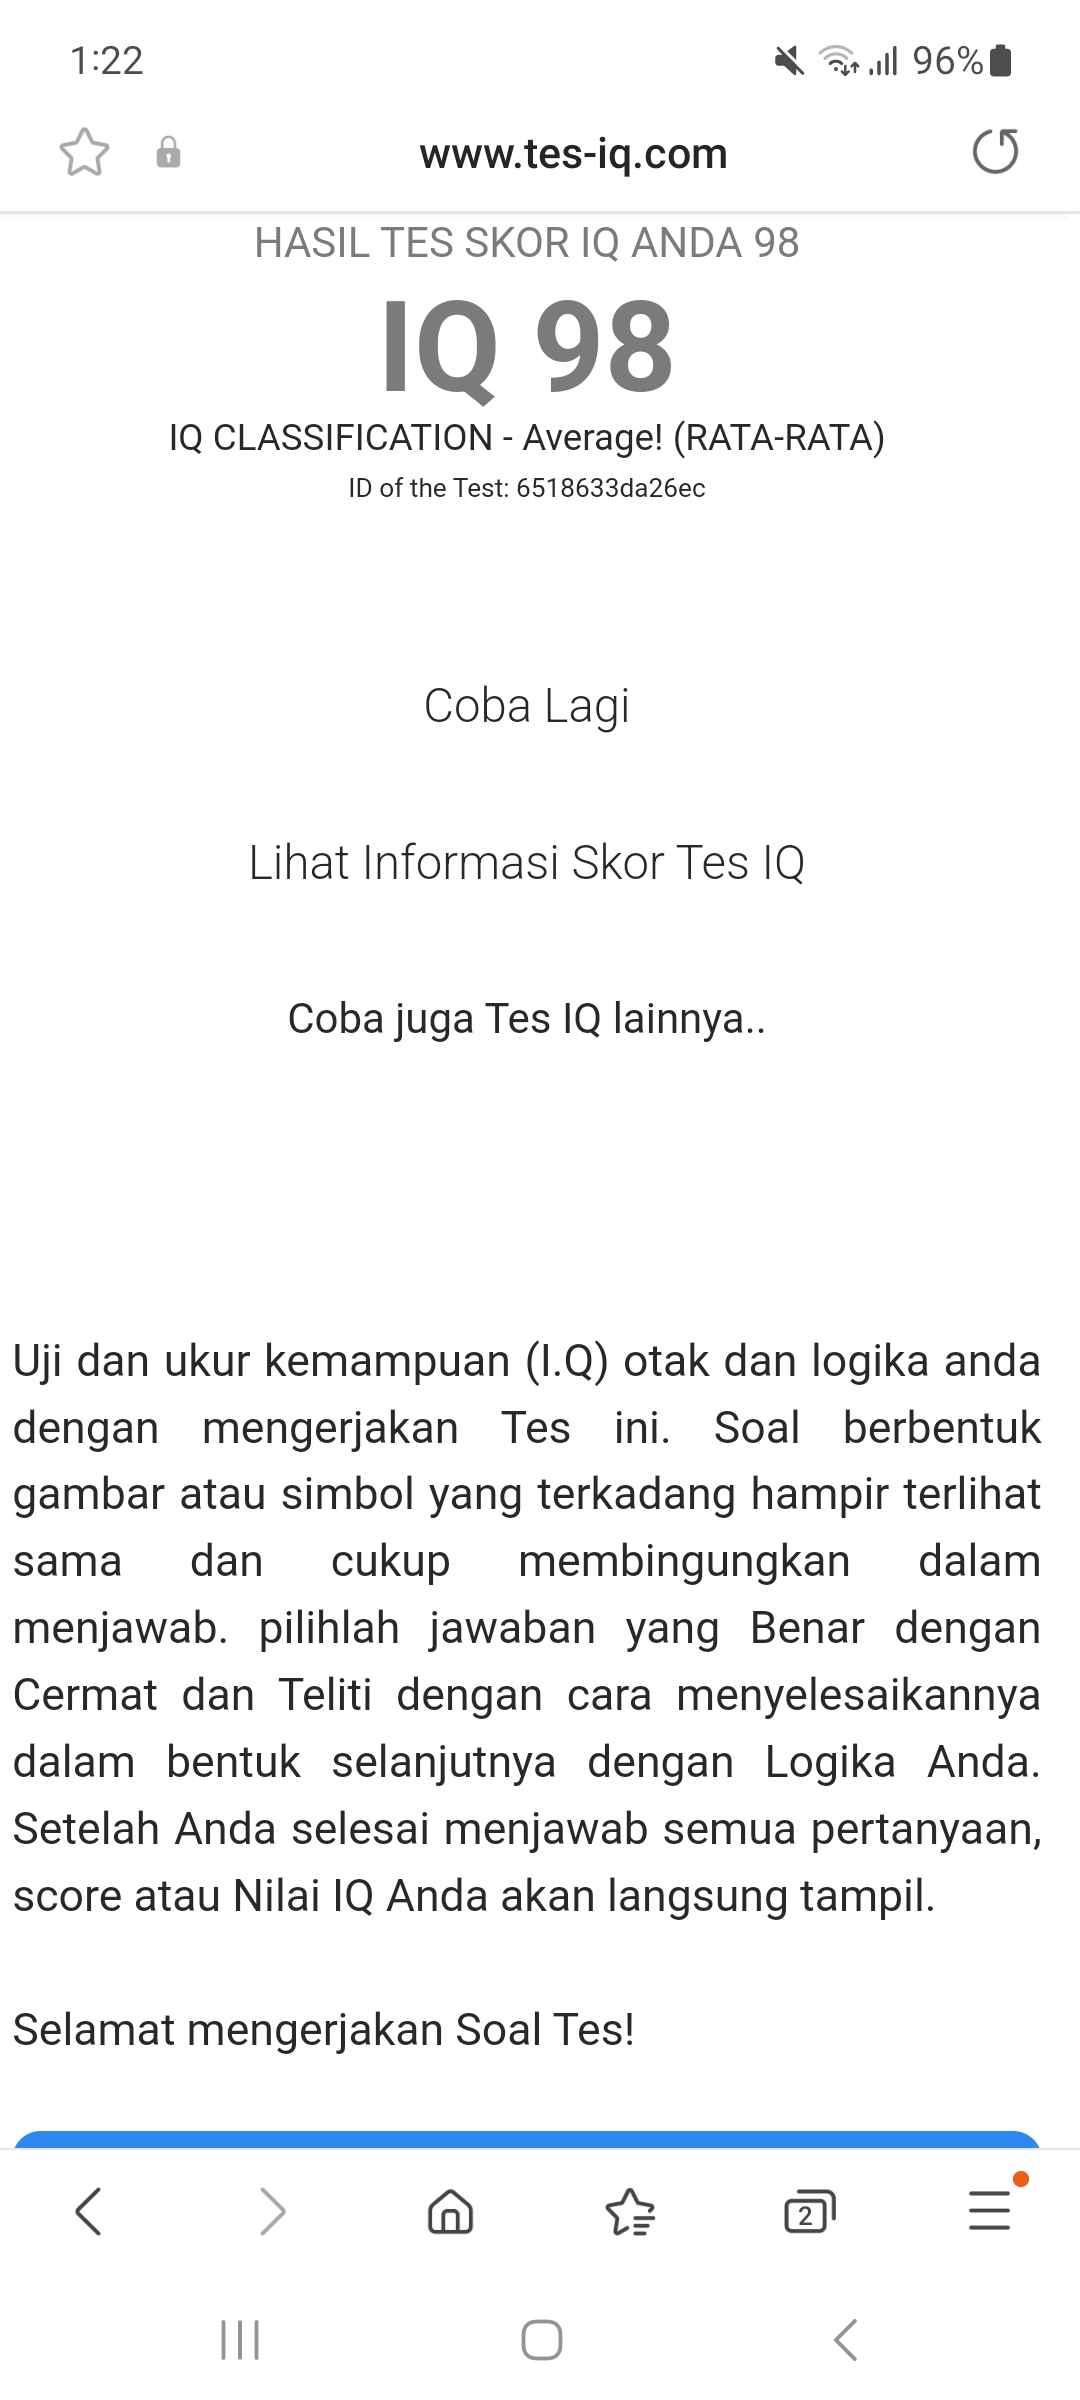 1:22
96%
www.tes-iq.com
HASIL TES SKOR IQ ANDA 98
IQ 98
IQ CLASSIFICATION - Average! (RATA-RATA)
ID of the Test: 6518633da26ec
Coba Lagi
Lihat Informasi Skor Tes IQ
Coba juga Tes IQ lainnya..
Uji dan ukur kemampuan (I.Q) otak dan logika anda
dengan mengerjakan Tes ini. Soal berbentuk
gambar atau simbol yang terkadang hampir terlihat
sama dan cukup membingungkan dalam
menjawab. pilihlah jawaban yang Benar dengan
Cermat dan Teliti dengan cara menyelesaikannya
dalam bentuk selanjutnya dengan Logika Anda.
Setelah Anda selesai menjawab semua pertanyaan,
score atau Nilai IQ Anda akan langsung tampil.
Selamat mengerjakan Soal Tes!
2